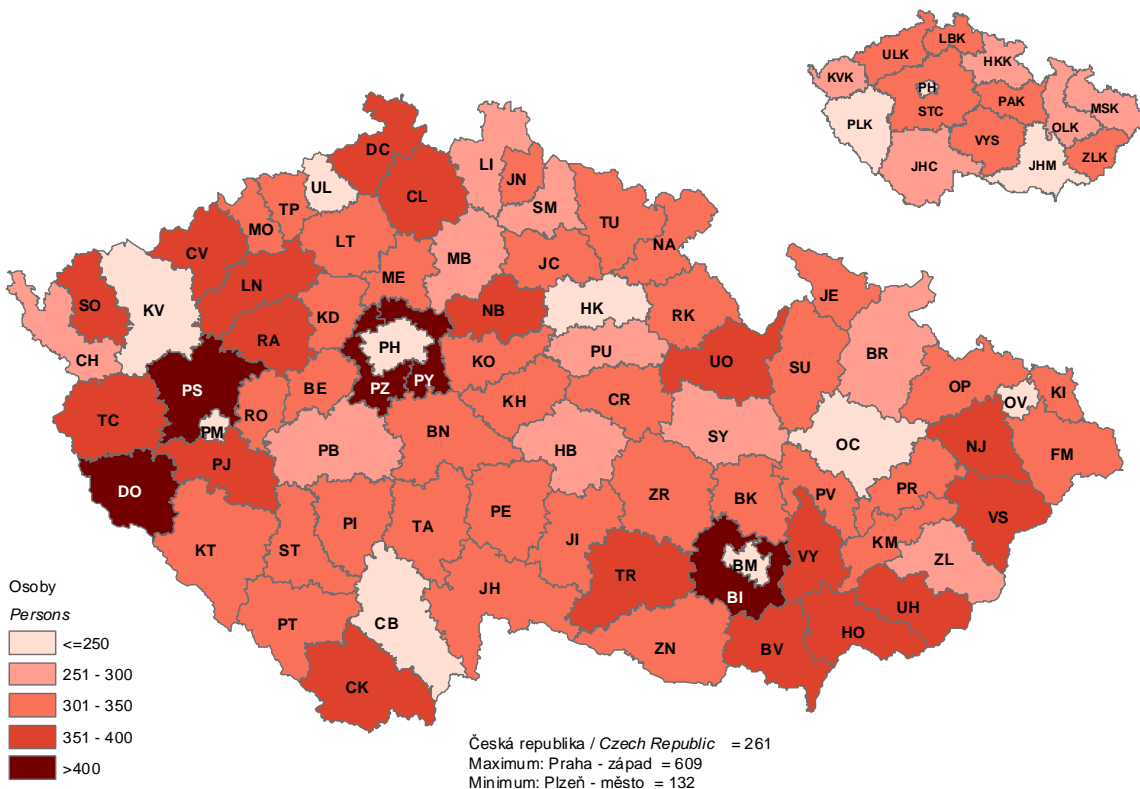 LBK
ULK
HKK
KVK
PH
STC
PAK
MSK
PLK
OLK
VYS
ZLK
JHC
JHM
DC
LI
JN
UL
CL
SM
TP
TU
MO
LT
NA
CV
MB
JC
ME
JE
LN
SO
KV
NB
HK
KD
RK
RA
PH
PU
BR
CH
KO
UO
SU
PZ
PY
OP
PS
BE
OV
KI
RO
KH
CR
TC
PM
BN
SY
OC
PB
HB
NJ
FM
PJ
DO
ZR
BK
PV
PR
PI
TA
PE
VS
KT
ST
JI
KM
VY
ZL
BM
TR
BI
JH
UH
PT
CB
HO
ZN
BV
CK
Osoby
Persons
<=250
251 - 300
301 - 350
351 - 400
>400
Česká republika / Czech Republic = 261
Maximum: Praha - západ = 609
Minimum: Plzeň - město = 132